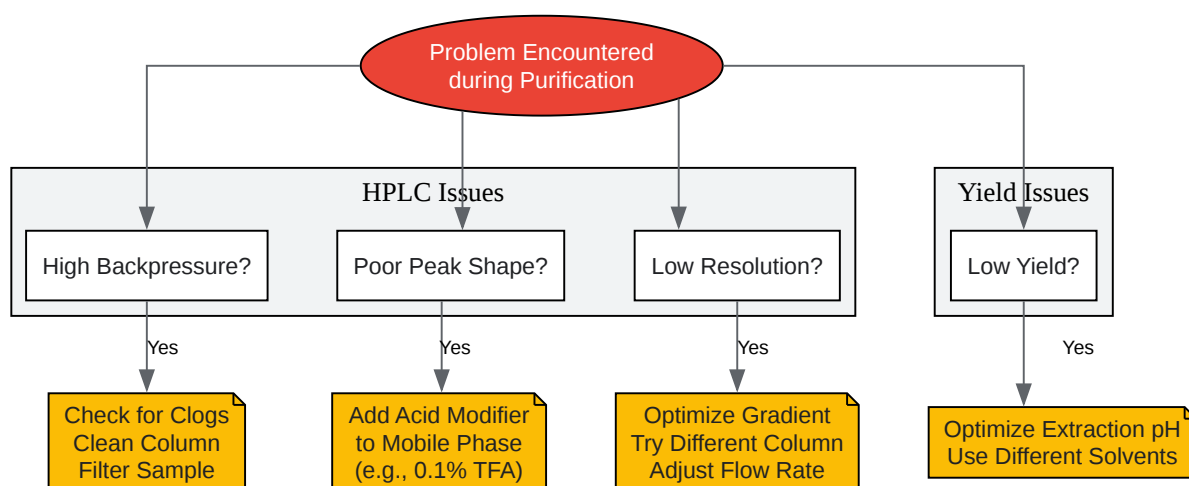 Problem Encountered
during Purification
HPLC Issues
Yield Issues
High Backpressure?
Poor Peak Shape?
Low Resolution?
Low Yield?
Yes
Yes
Yes
Yes
Check for Clogs
Clean Column
Filter Sample
Add Acid Modifier
to Mobile Phase
(e.g., 0.1% TFA)
Optimize Gradient
Try Different Column
Adjust Flow Rate
Optimize Extraction pH
Use Different Solvents